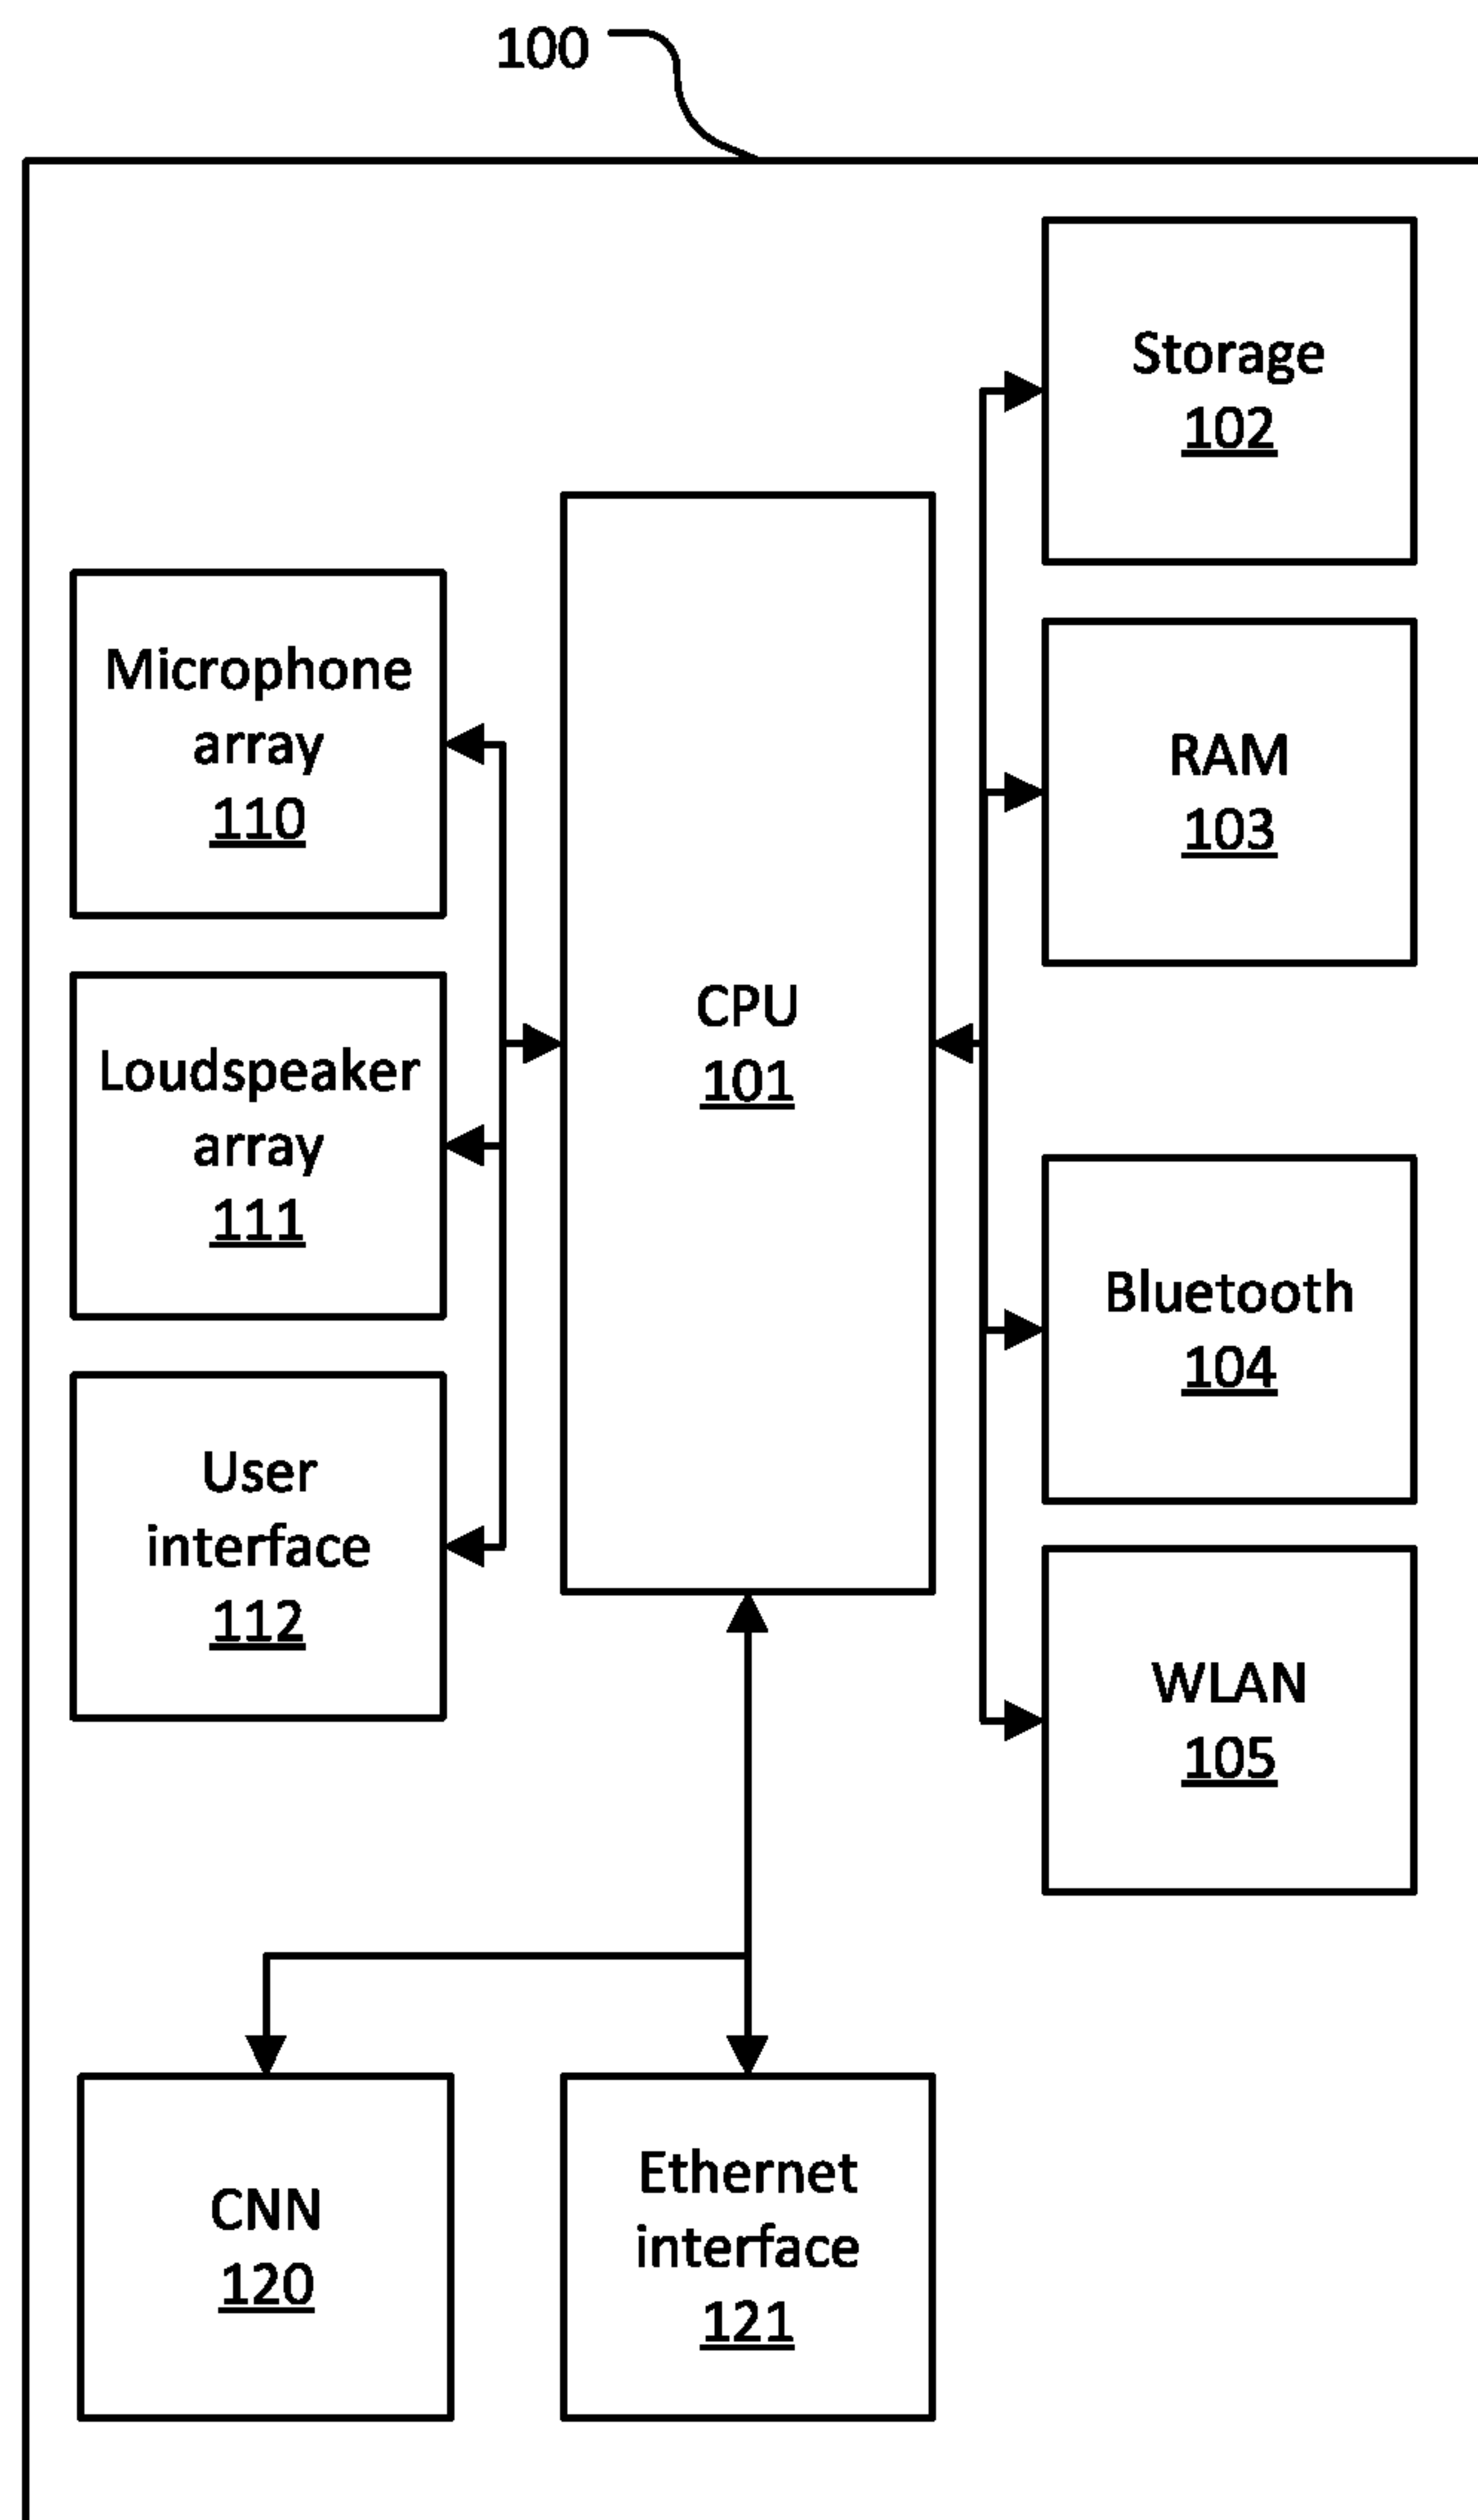 100
Storage
102
Microphone
array
110
RAM
103
CPU
101
Loudspeaker
array
111
Bluetooth
104
User
interface
112
WLAN
105
CNN
120
Ethernet
interface
121